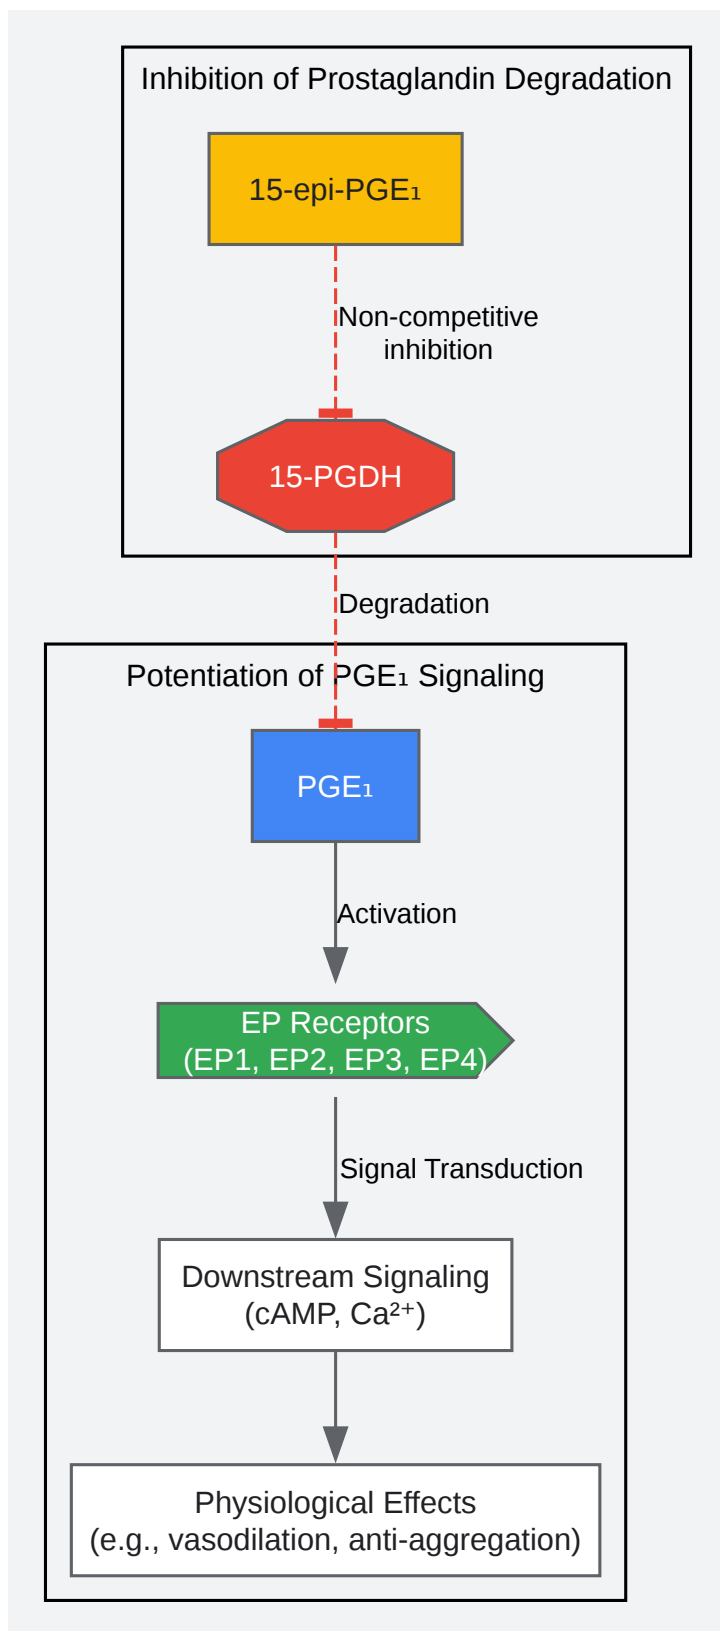 Inhibition of Prostaglandin Degradation
15-epi-PGE₁
Non-competitive
inhibition
15-PGDH
Degradation
Potentiation of PGE₁ Signaling
PGE₁
Activation
EP Receptors
(EP1, EP2, EP3, EP4)
Signal Transduction
Downstream Signaling
(cAMP, Ca²⁺)
Physiological Effects
(e.g., vasodilation, anti-aggregation)